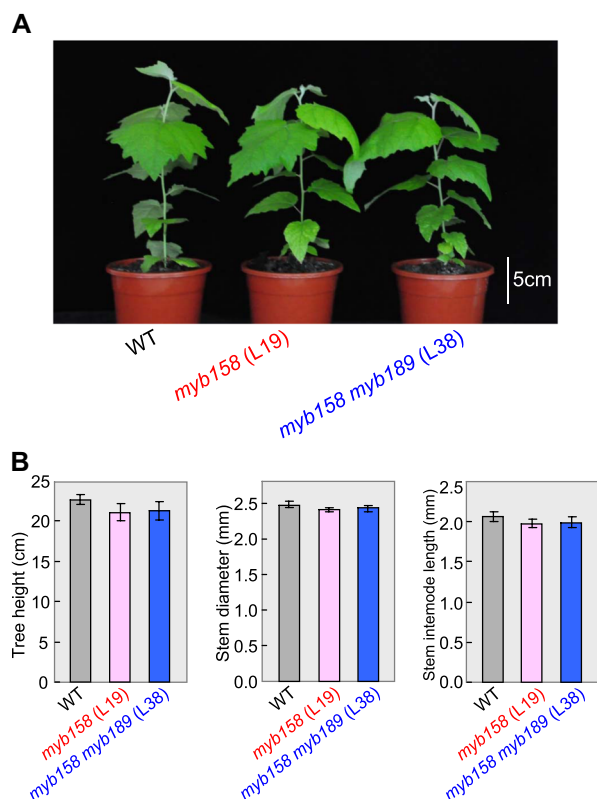 A
5cm
WT
myb158 (L19)
myb158 myb189 (L38)
B
Tree height (cm)
25
20
15
10
5
0
WT
myb158 (L19)
myb158 myb189 (L38)
Stem diameter (mm)
2.5
2.0
1.5
1.0
0.5
0.0
WT
myb158 (L19)
myb158 myb189 (L38)
Stem internode length (mm)
2.5
2.0
1.5
1.0
0.5
0.0
WT
myb158 (L19)
myb158 myb189 (L38)